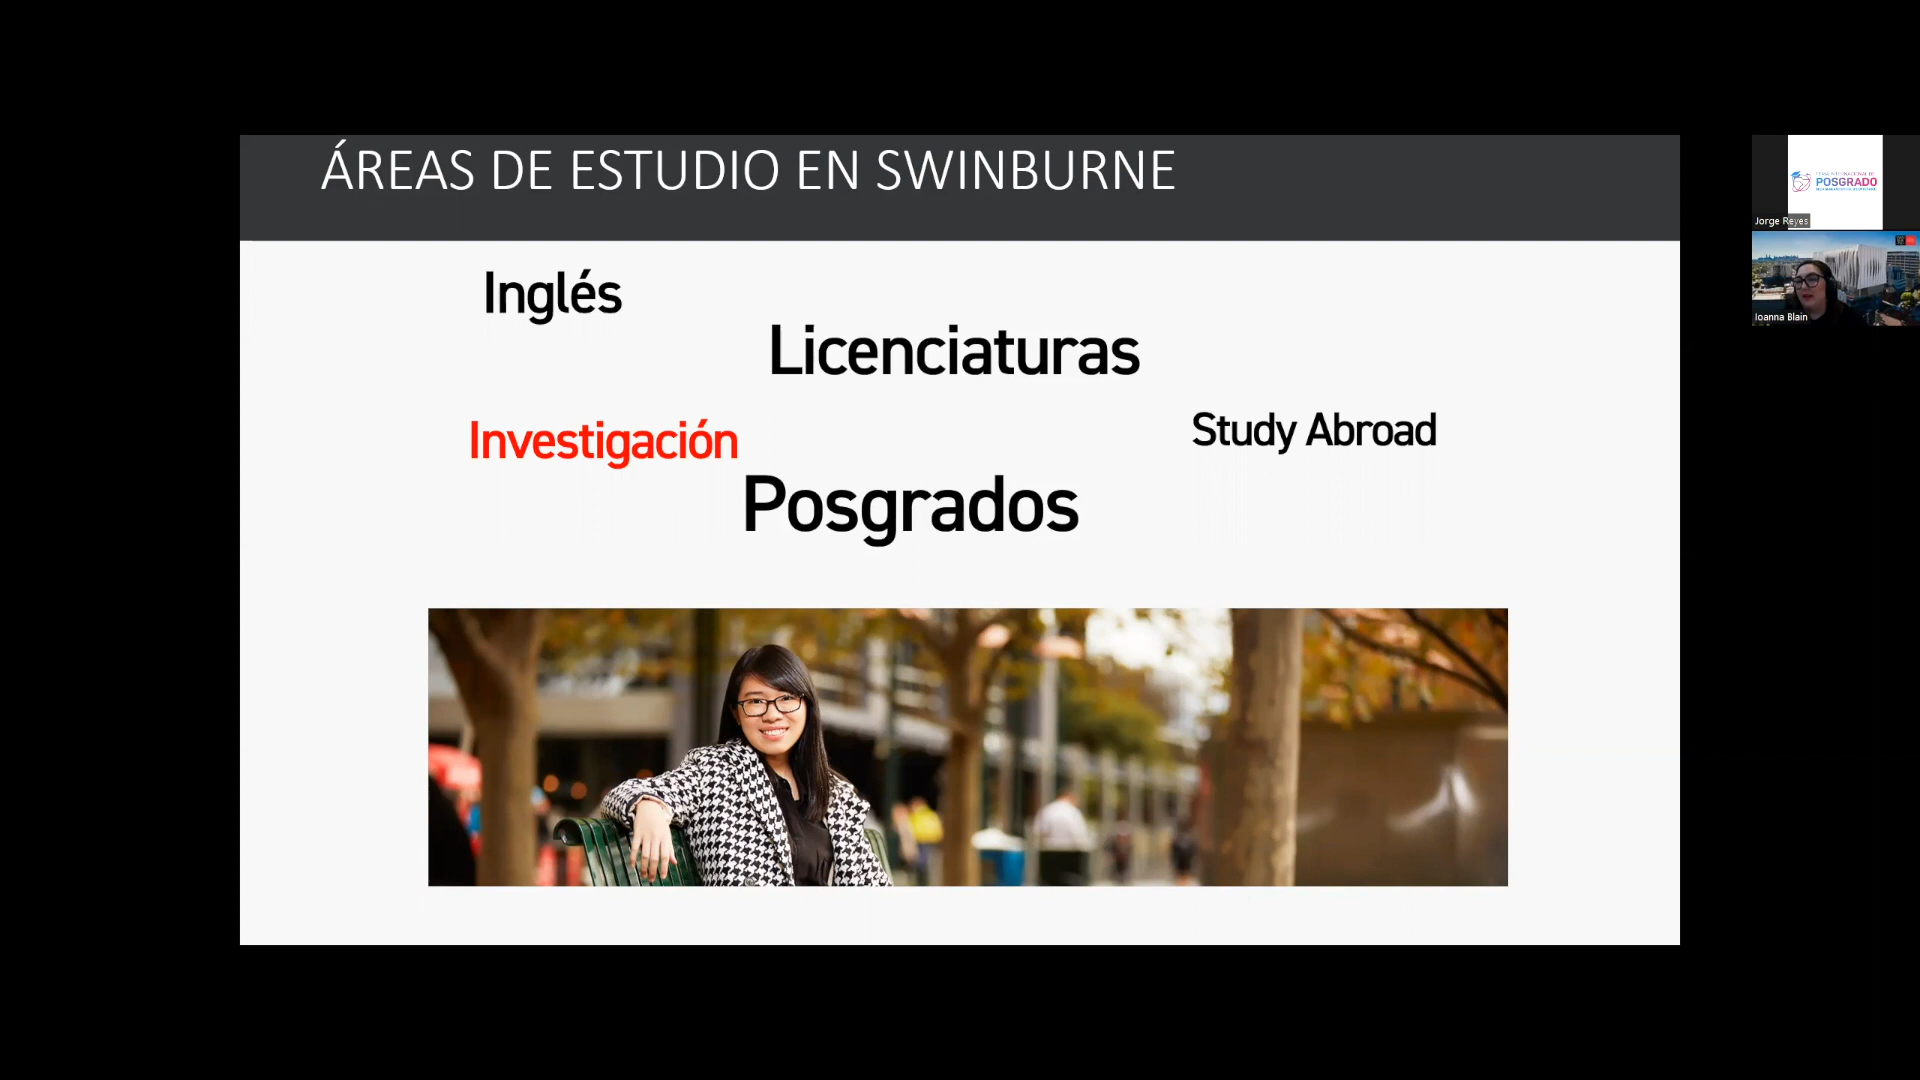 ÁREAS DE ESTUDIO EN SWINBURNE
Inglés
Licenciaturas
Investigación
Study Abroad
Posgrados
POSGRADO
Jorge Reyes
Ioanna Blain